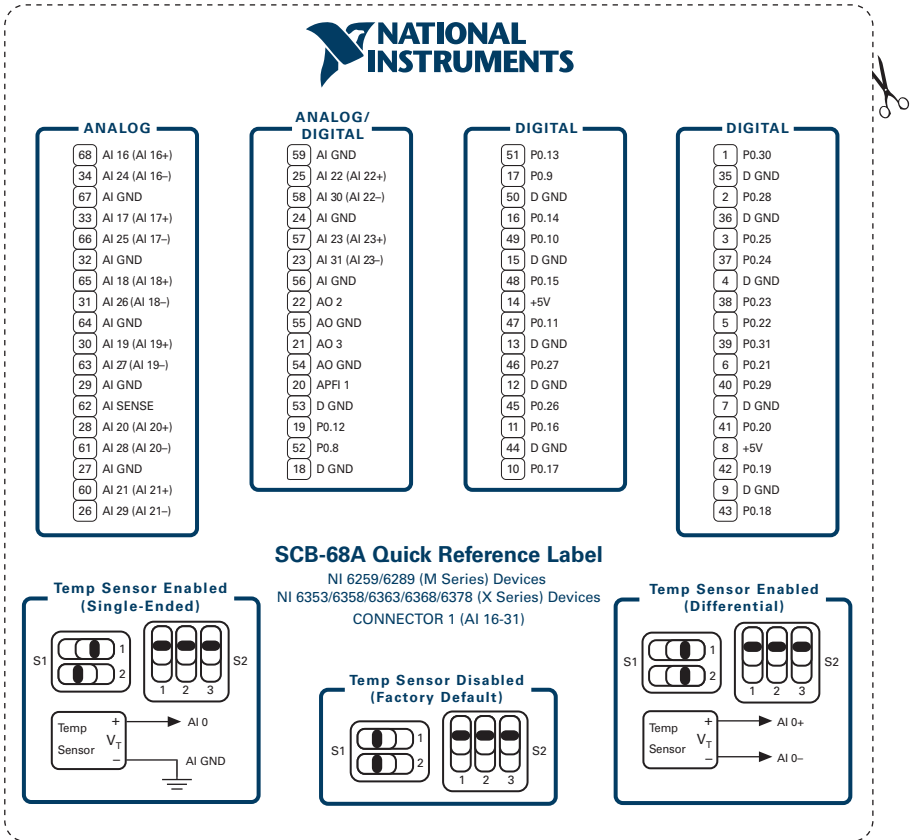 NATIONAL
INSTRUMENTS
ANALOG
68 AI 16 (AI 16+)
34 AI 24 (AI 16–)
67 AI GND
33 AI 17 (AI 17+)
66 AI 25 (AI 17–)
32 AI GND
65 AI 18 (AI 18+)
31 AI 26 (AI 18–)
64 AI GND
30 AI 19 (AI 19+)
63 AI 27 (AI 19–)
29 AI GND
62 AI SENSE
28 AI 20 (AI 20+)
61 AI 28 (AI 20–)
27 AI GND
60 AI 21 (AI 21+)
26 AI 29 (AI 21–)
ANALOG/
DIGITAL
59 AI GND
25 AI 22 (AI 22+)
58 AI 30 (AI 22–)
24 AI GND
57 AI 23 (AI 23+)
23 AI 31 (AI 23–)
56 AI GND
22 AO 2
55 AO GND
21 AO 3
54 AO GND
20 APFI 1
53 D GND
19 P0.12
52 P0.8
18 D GND
DIGITAL
51 P0.13
17 P0.9
50 D GND
16 P0.14
49 P0.10
15 D GND
48 P0.15
14 +5V
47 P0.11
13 D GND
46 P0.27
12 D GND
45 P0.26
11 P0.16
44 D GND
10 P0.17
DIGITAL
1 P0.30
35 D GND
2 P0.28
36 D GND
3 P0.25
37 P0.24
4 D GND
38 P0.23
5 P0.22
39 P0.31
6 P0.21
40 P0.29
7 D GND
41 P0.20
8 +5V
42 P0.19
9 D GND
43 P0.18
SCB-68A Quick Reference Label
NI 6259/6289 (M Series) Devices
NI 6353/6358/6363/6368/6378 (X Series) Devices
CONNECTOR 1 (AI 16-31)
Temp Sensor Enabled
(Single-Ended)
S1 1 2
S2 1 2 3
Temp
Sensor
VT
+
–
AI 0
AI GND
Temp Sensor Disabled
(Factory Default)
S1 1 2
S2 1 2 3
Temp Sensor Enabled
(Differential)
S1 1 2
S2 1 2 3
Temp
Sensor
VT
+
–
AI 0+
AI 0–